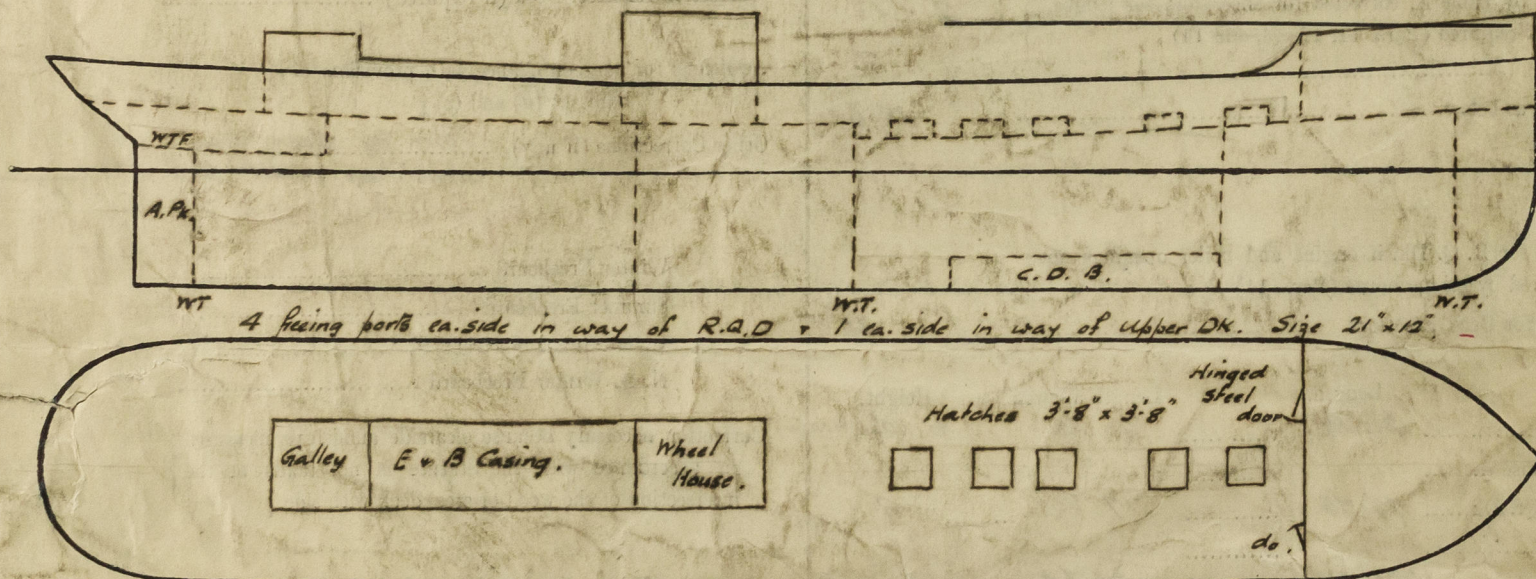 WTF
A.Pk.
C.D.B.
WT
W.T.
W.T.
4 freeing ports ea. side in way of R.Q.D & 1 ea. side in way of Upper DK. Size 21" x 12"
Hinged
steel
door
Hatches 3'-8" x 3'-8"
Galley
E & B Casing.
Wheel
House.
do.